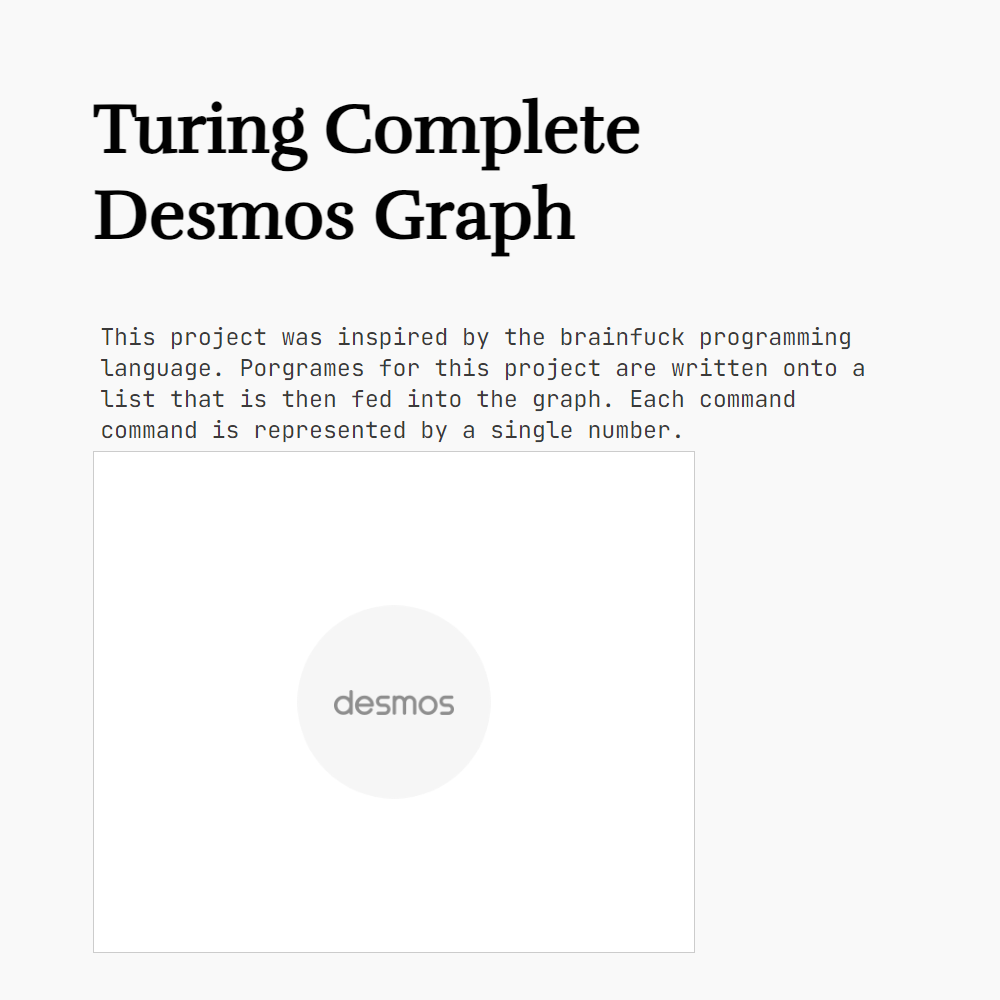 Turing Complete
Desmos Graph
This project was inspired by the brainfuck programming
language. Porgrames for this project are written onto a
list that is then fed into the graph. Each command
command is represented by a single number.
desmos